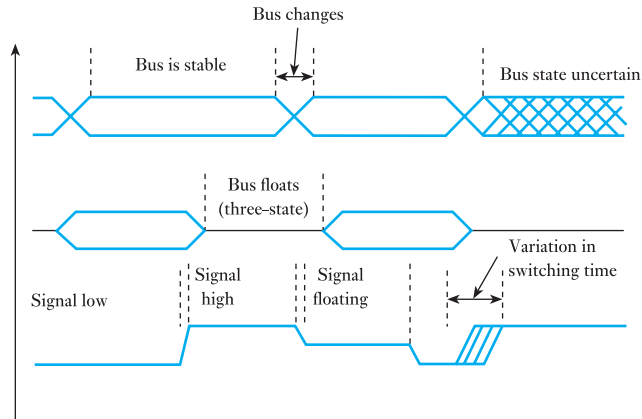 Bus changes
Bus is stable
Bus state uncertain
Bus floats
(three–state)
Variation in
switching time
Signal low
Signal
high
Signal
floating